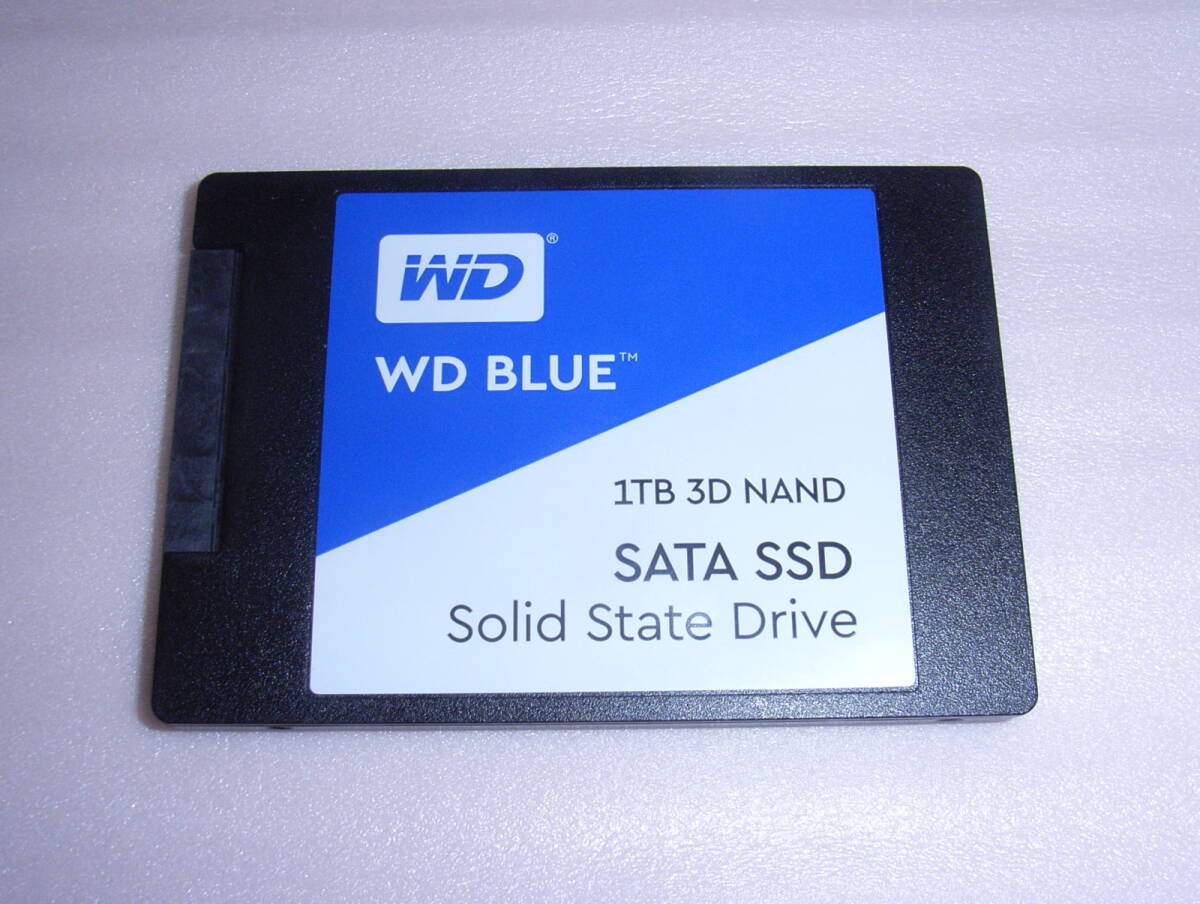 WD®
WD BLUE™
1TB 3D NAND
SATA SSD
Solid State Drive